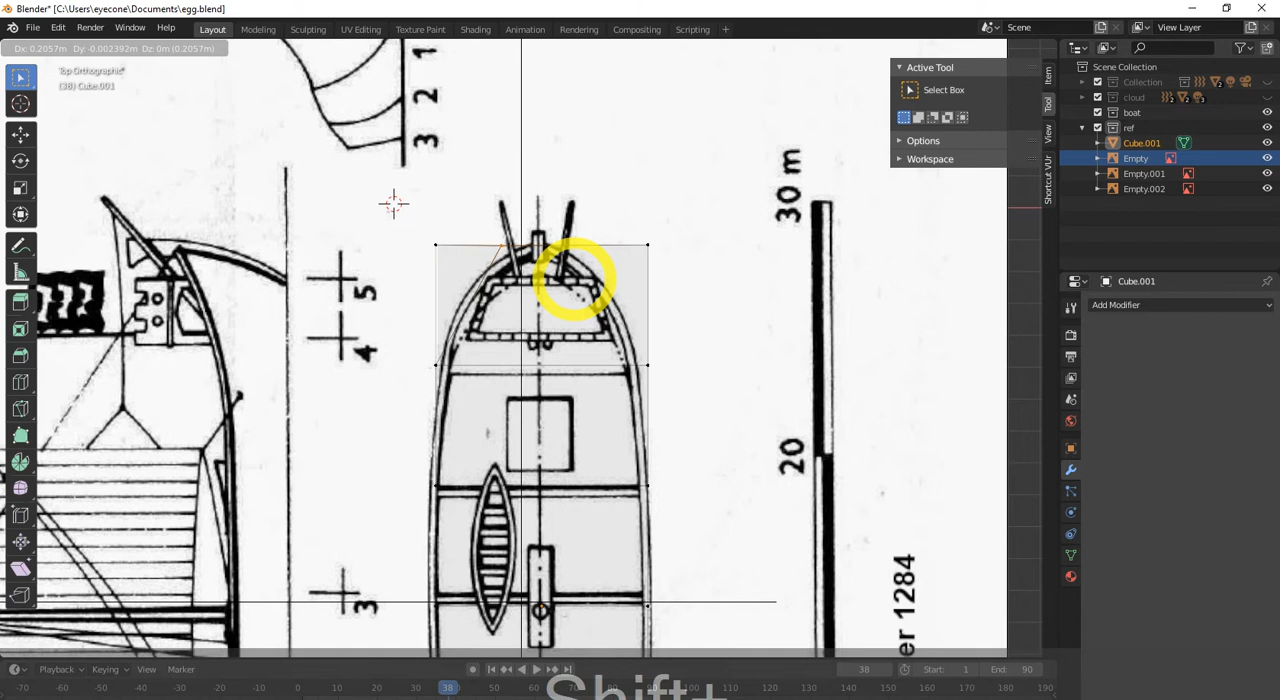 Blender* [C:\Users\eyecone\Documents\egg.blend]
File Edit Render Window Help Layout Modeling Sculpting UV Editing Texture Paint Shading Animation Rendering Compositing Scripting + Scene View Layer
Dx: 0.2057m Dy: -0.002392m Dz: 0m (0.2057m)
Top Orthographic*
(38) Cube.001
1
2
3
5
4
3
30 m
20
er 1284
Active Tool
Select Box
Options
Workspace
Item
Tool
View
Shortcut VUr
Scene Collection
Collection
cloud
boat
ref
Cube.001
Empty
Empty.001
Empty.002
Cube.001
Add Modifier
Shift+
Playback Keying View Marker 38 Start: 1 End: 90
-70 -60 -50 -40 -30 -20 -10 0 10 20 30 38 50 60 70 80 90 100 110 120 130 140 150 160 170 180 190